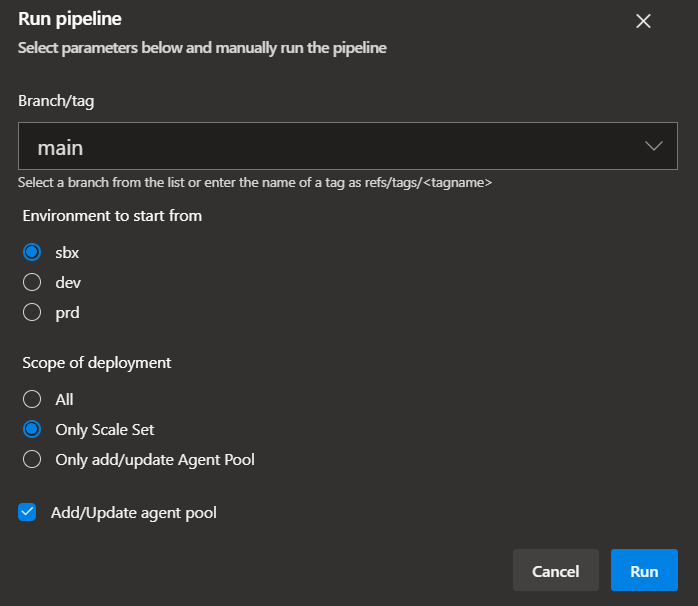 Run pipeline
Select parameters below and manually run the pipeline
Branch/tag
main
Select a branch from the list or enter the name of a tag as refs/tags/<tagname>
Environment to start from
sbx
dev
prd
Scope of deployment
All
Only Scale Set
Only add/update Agent Pool
Add/Update agent pool
Cancel
Run